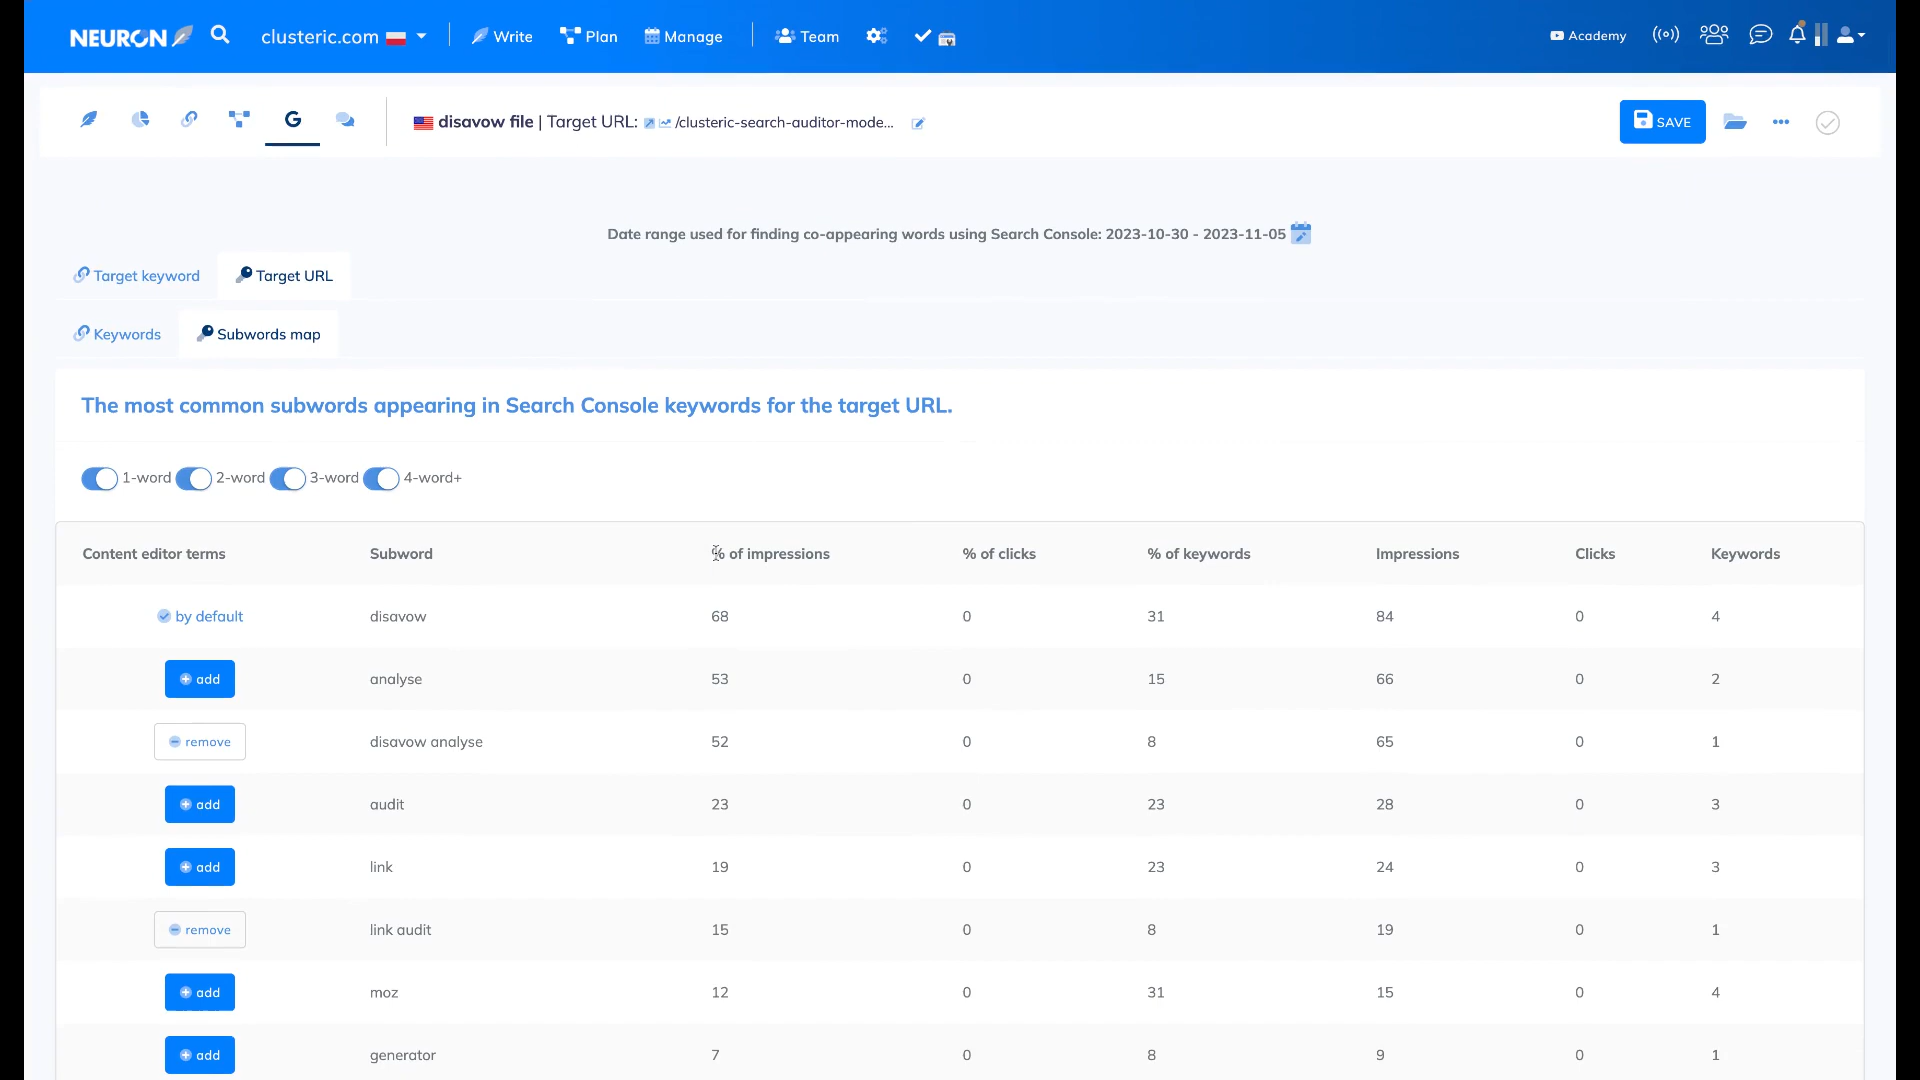 NEURON clusteric.com Write Plan Manage Team Academy
disavow file | Target URL: /clusteric-search-auditor-mode... SAVE
Date range used for finding co-appearing words using Search Console: 2023-10-30 - 2023-11-05
Target keyword Target URL
Keywords Subwords map
The most common subwords appearing in Search Console keywords for the target URL.
1-word 2-word 3-word 4-word+
Content editor terms Subword % of impressions % of clicks % of keywords Impressions Clicks Keywords
by default disavow 68 0 31 84 0 4
add analyse 53 0 15 66 0 2
remove disavow analyse 52 0 8 65 0 1
add audit 23 0 23 28 0 3
add link 19 0 23 24 0 3
remove link audit 15 0 8 19 0 1
add moz 12 0 31 15 0 4
add generator 7 0 8 9 0 1